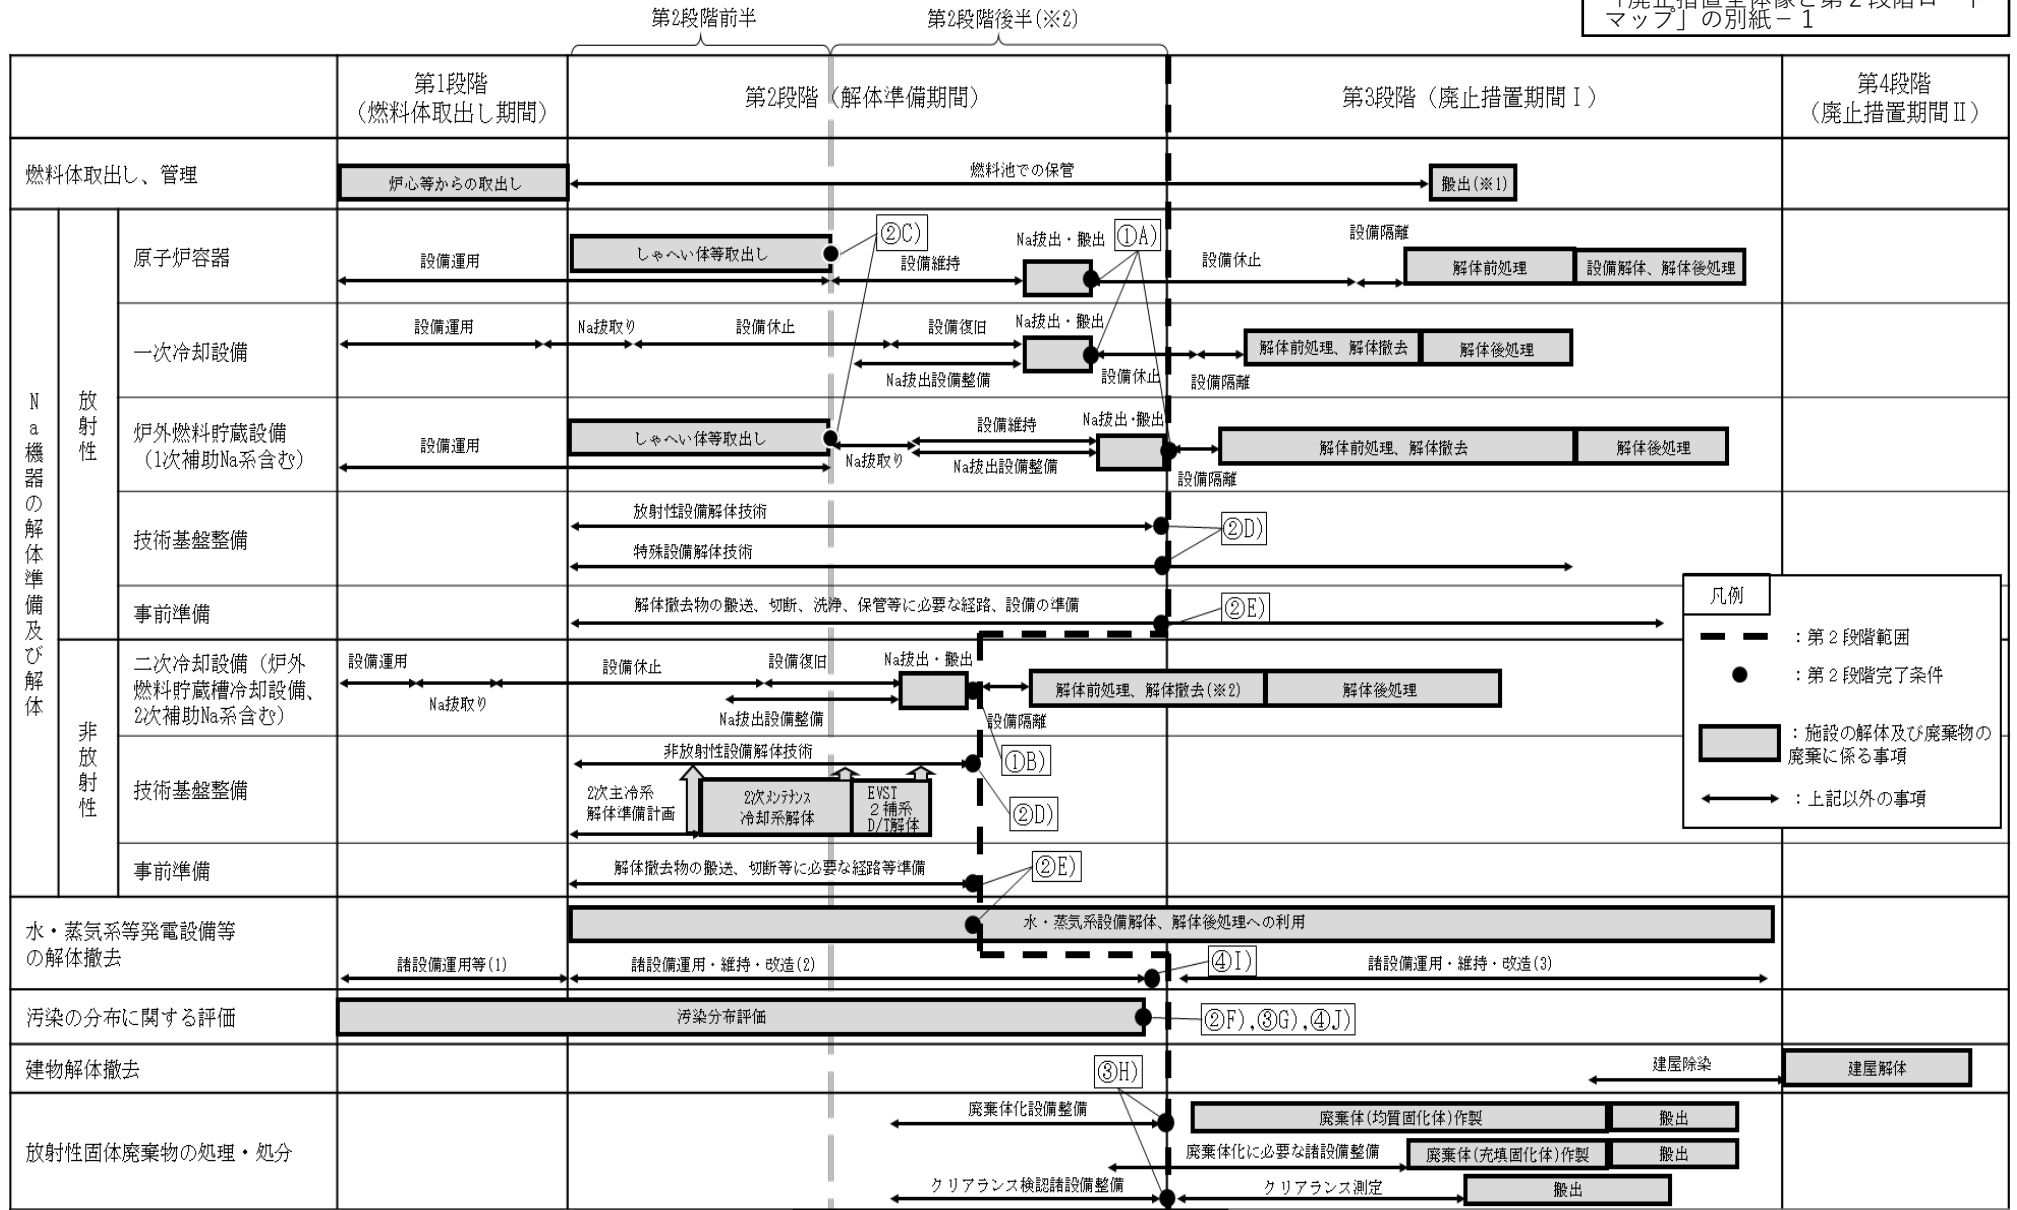 「廃止措置全体像と第２段階ロード
マップ」の別紙－１
第2段階前半
第2段階後半(※2)
第1段階
(燃料体取出し期間)
第2段階（解体準備期間）
第3段階（廃止措置期間Ⅰ）
第4段階
(廃止措置期間Ⅱ)
燃料体取出し、管理
炉心等からの取出し
燃料池での保管
搬出(※1)
Na機器の解体準備及び解体
放射性
原子炉容器
設備運用
しゃへい体等取出し
②C)
設備維持
Na抜出・搬出
①A)
設備休止
設備隔離
解体前処理
設備解体、解体後処理
一次冷却設備
設備運用
Na抜取り
設備休止
設備復旧
Na抜出設備整備
Na抜出・搬出
設備休止
設備隔離
解体前処理、解体撤去
解体後処理
炉外燃料貯蔵設備
（1次補助Na系含む）
設備運用
しゃへい体等取出し
Na抜取り
設備維持
Na抜出設備整備
Na抜出・搬出
設備隔離
解体前処理、解体撤去
解体後処理
技術基盤整備
放射性設備解体技術
特殊設備解体技術
②D)
事前準備
解体撤去物の搬送、切断、洗浄、保管等に必要な経路、設備の準備
②E)
非放射性
二次冷却設備（炉外
燃料貯蔵槽冷却設備、
2次補助Na系含む）
設備運用
Na抜取り
設備休止
設備復旧
Na抜出設備整備
Na抜出・搬出
設備隔離
解体前処理、解体撤去(※2)
解体後処理
①B)
技術基盤整備
非放射性設備解体技術
2次主冷系
解体準備計画
2次メンテナンス
冷却系解体
EVST
２補系
D/T解体
②D)
事前準備
解体撤去物の搬送、切断等に必要な経路等準備
②E)
水・蒸気系等発電設備等
の解体撤去
水・蒸気系設備解体、解体後処理への利用
諸設備運用等(1)
諸設備運用・維持・改造(2)
④I)
諸設備運用・維持・改造(3)
汚染の分布に関する評価
汚染分布評価
②F),③G),④J)
建物解体撤去
建屋除染
建屋解体
放射性固体廃棄物の処理・処分
③H)
廃棄体化設備整備
廃棄体(均質固化体)作製
搬出
廃棄体化に必要な諸設備整備
廃棄体(充填固化体)作製
搬出
クリアランス検認諸設備整備
クリアランス測定
搬出
凡例
：第２段階範囲
：第２段階完了条件
：施設の解体及び廃棄物の
廃棄に係る事項
：上記以外の事項